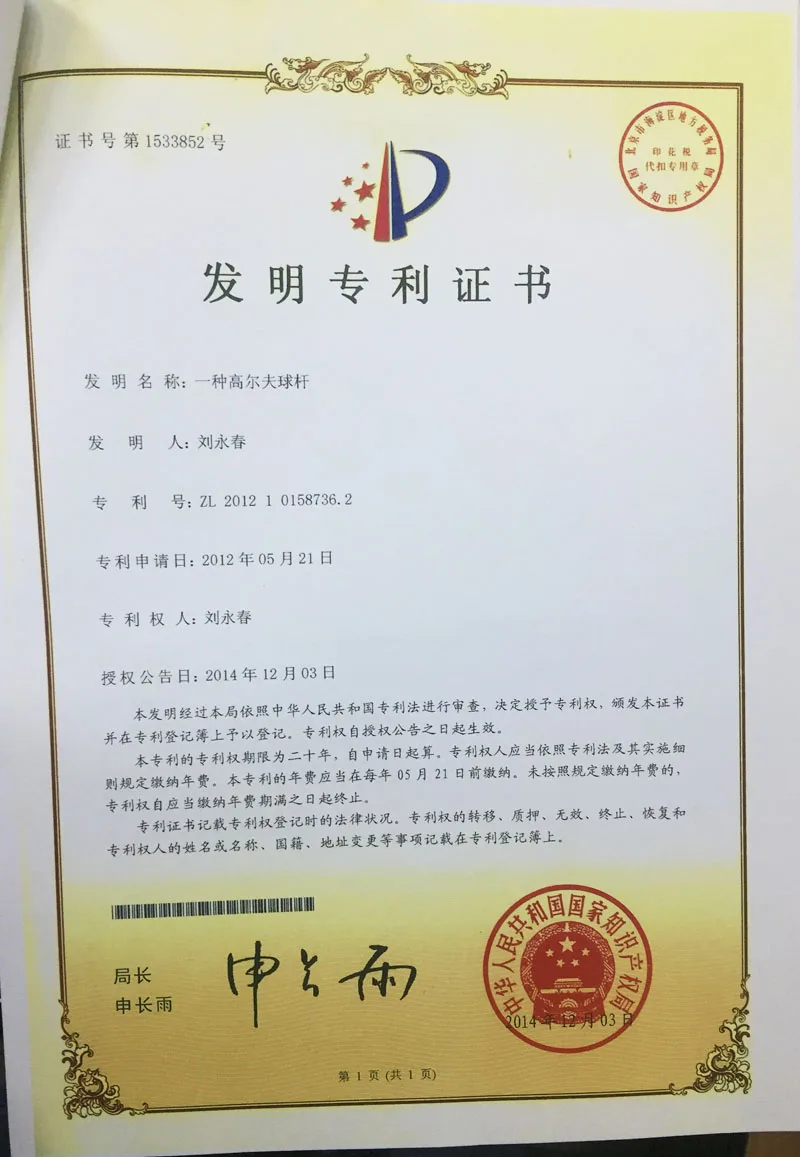 证书号第1533852号
北京市海淀区地方税务局
印花税
代扣专用章
国家知识产权局
发明专利证书
发明名称：一种高尔夫球杆
发明人：刘永春
专利号：ZL 2012 1 0158736.2
专利申请日：2012年05月21日
专利权人：刘永春
授权公告日：2014年12月03日
本发明经过本局依照中华人民共和国专利法进行审查，决定授予专利权，颁发本证书
并在专利登记簿上予以登记。专利权自授权公告之日起生效。
本专利的专利权期限为二十年，自申请日起算。专利权人应当依照专利法及其实施细
则规定缴纳年费。本专利的年费应当在每年05月21日前缴纳。未按照规定缴纳年费的，
专利权自应当缴纳年费期满之日起终止。
专利证书记载专利权登记时的法律状况。专利权的转移、质押、无效、终止、恢复和
专利权人的姓名或名称、国籍、地址变更等事项记载在专利登记簿上。
局长
申长雨
申长雨
中华人民共和国国家知识产权局
2014年12月03日
第1页(共1页)